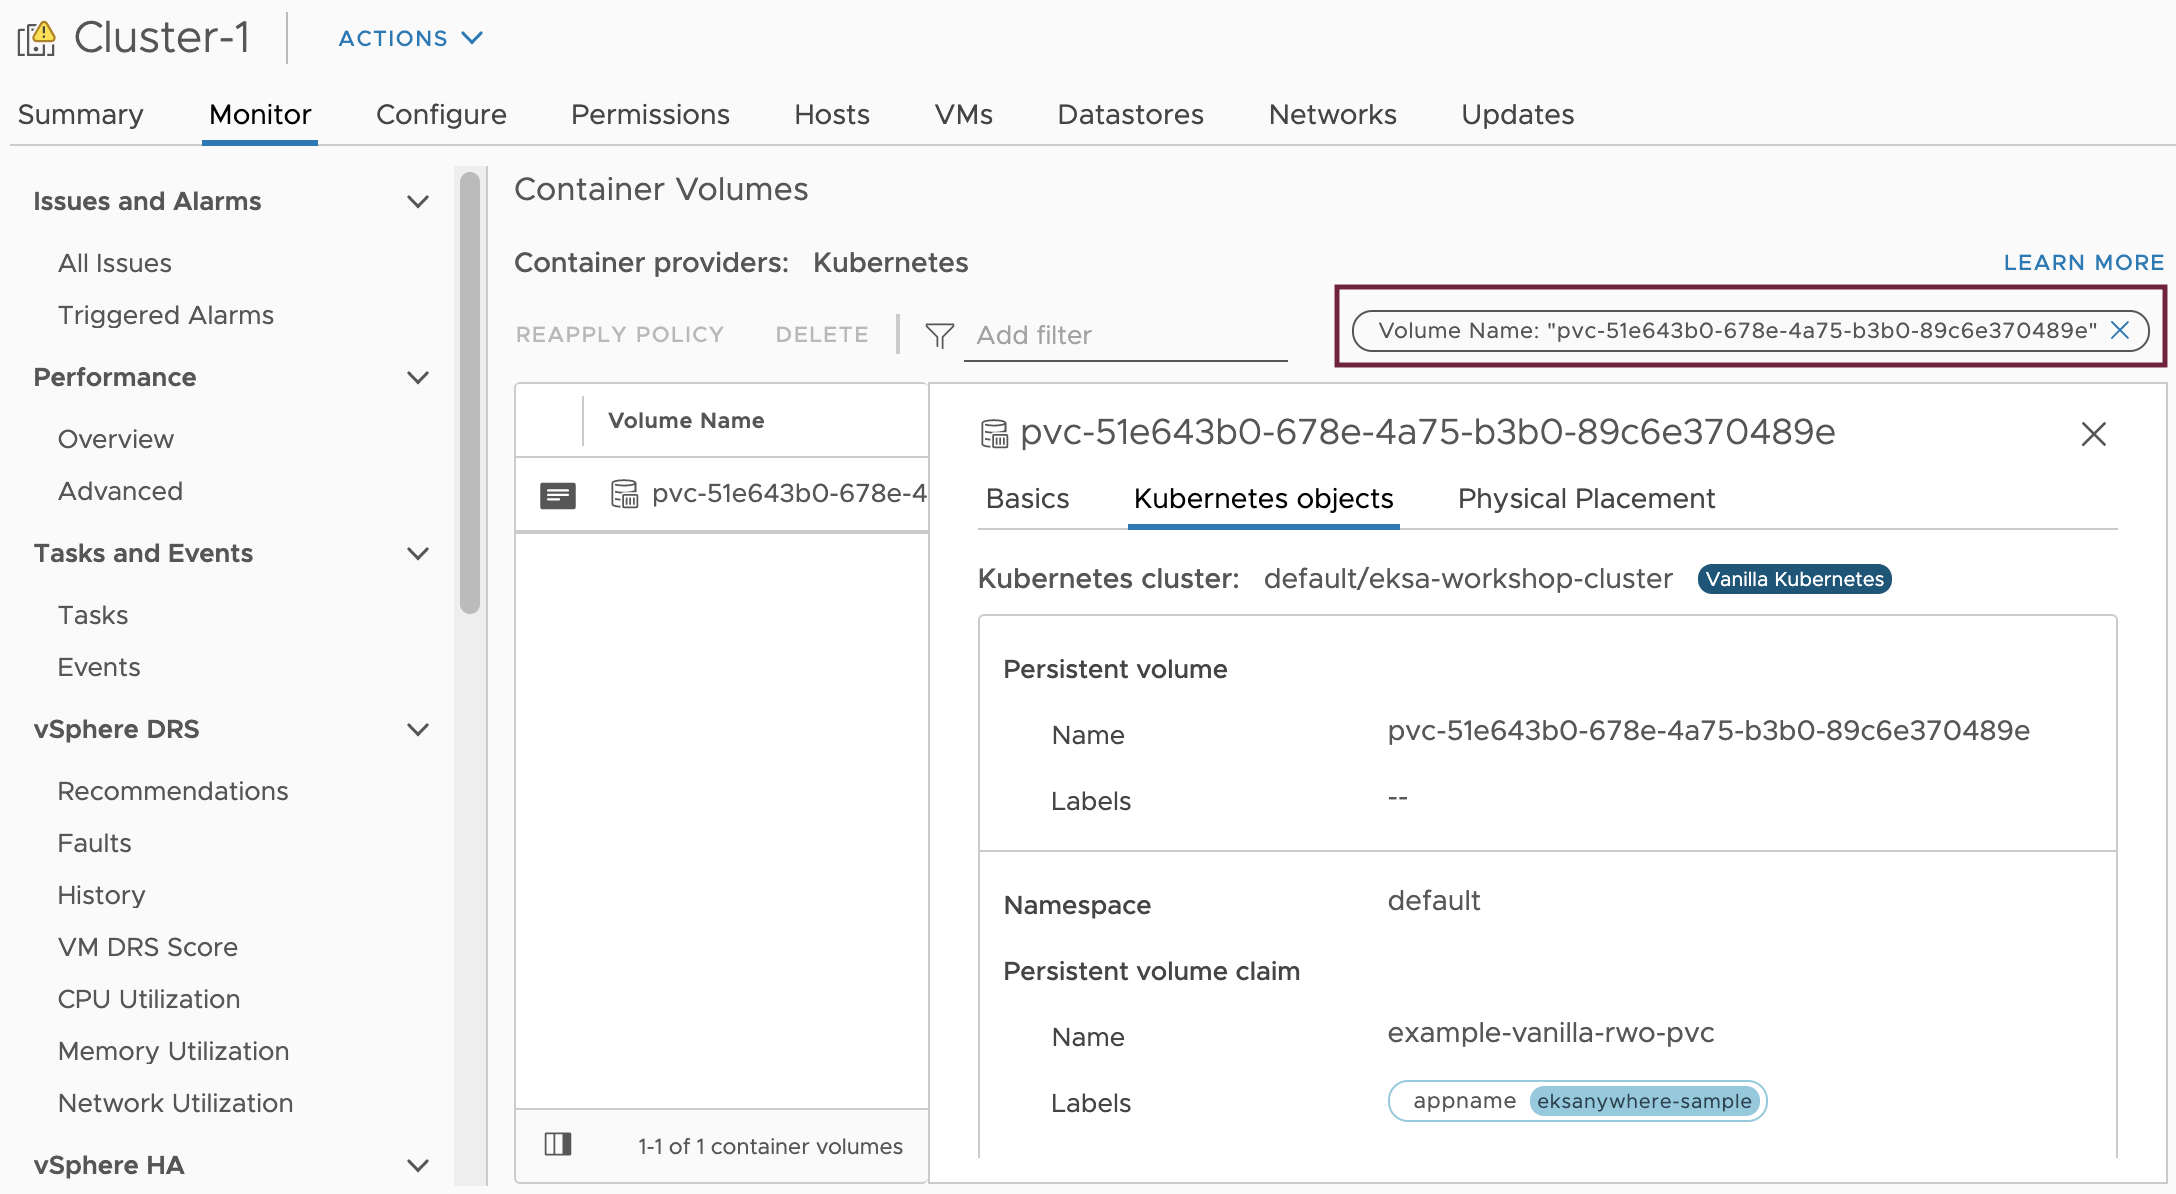 Cluster-1
ACTIONS
Summary Monitor Configure Permissions Hosts VMs Datastores Networks Updates
Issues and Alarms
All Issues
Triggered Alarms
Performance
Overview
Advanced
Tasks and Events
Tasks
Events
vSphere DRS
Recommendations
Faults
History
VM DRS Score
CPU Utilization
Memory Utilization
Network Utilization
vSphere HA
Container Volumes
Container providers: Kubernetes
LEARN MORE
REAPPLY POLICY DELETE Add filter
Volume Name: "pvc-51e643b0-678e-4a75-b3b0-89c6e370489e"
Volume Name
pvc-51e643b0-678e-4
1-1 of 1 container volumes
pvc-51e643b0-678e-4a75-b3b0-89c6e370489e
Basics Kubernetes objects Physical Placement
Kubernetes cluster: default/eksa-workshop-cluster Vanilla Kubernetes
Persistent volume
Name pvc-51e643b0-678e-4a75-b3b0-89c6e370489e
Labels --
Namespace default
Persistent volume claim
Name example-vanilla-rwo-pvc
Labels appname eksanywhere-sample